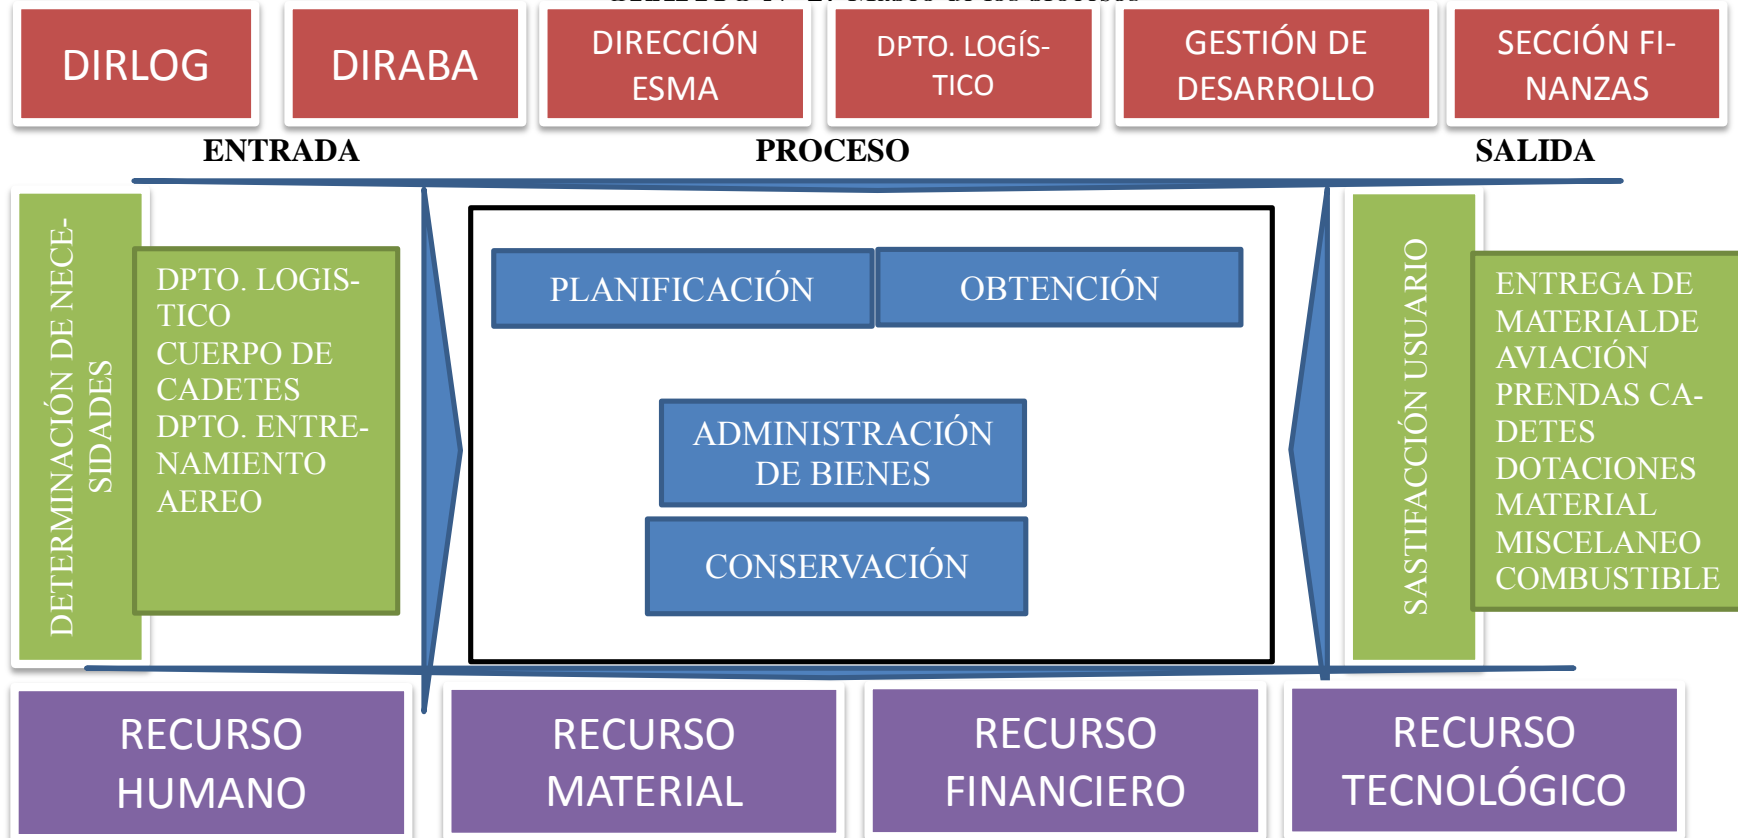 DIRLOG
DIRABA
DIRECCIÓN
ESMA
DPTO. LOGÍS-
TICO
GESTIÓN DE
DESARROLLO
SECCIÓN FI-
NANZAS
ENTRADA
PROCESO
SALIDA
DETERMINACIÓN DE NECE-
SIDADES
DPTO. LOGIS-
TICO
CUERPO DE
CADETES
DPTO. ENTRE-
NAMIENTO
AEREO
PLANIFICACIÓN
OBTENCIÓN
ADMINISTRACIÓN
DE BIENES
CONSERVACIÓN
SASTIFACCIÓN USUARIO
ENTREGA DE
MATERIALDE
AVIACIÓN
PRENDAS CA-
DETES
DOTACIONES
MATERIAL
MISCELANEO
COMBUSTIBLE
RECURSO
HUMANO
RECURSO
MATERIAL
RECURSO
FINANCIERO
RECURSO
TECNOLÓGICO